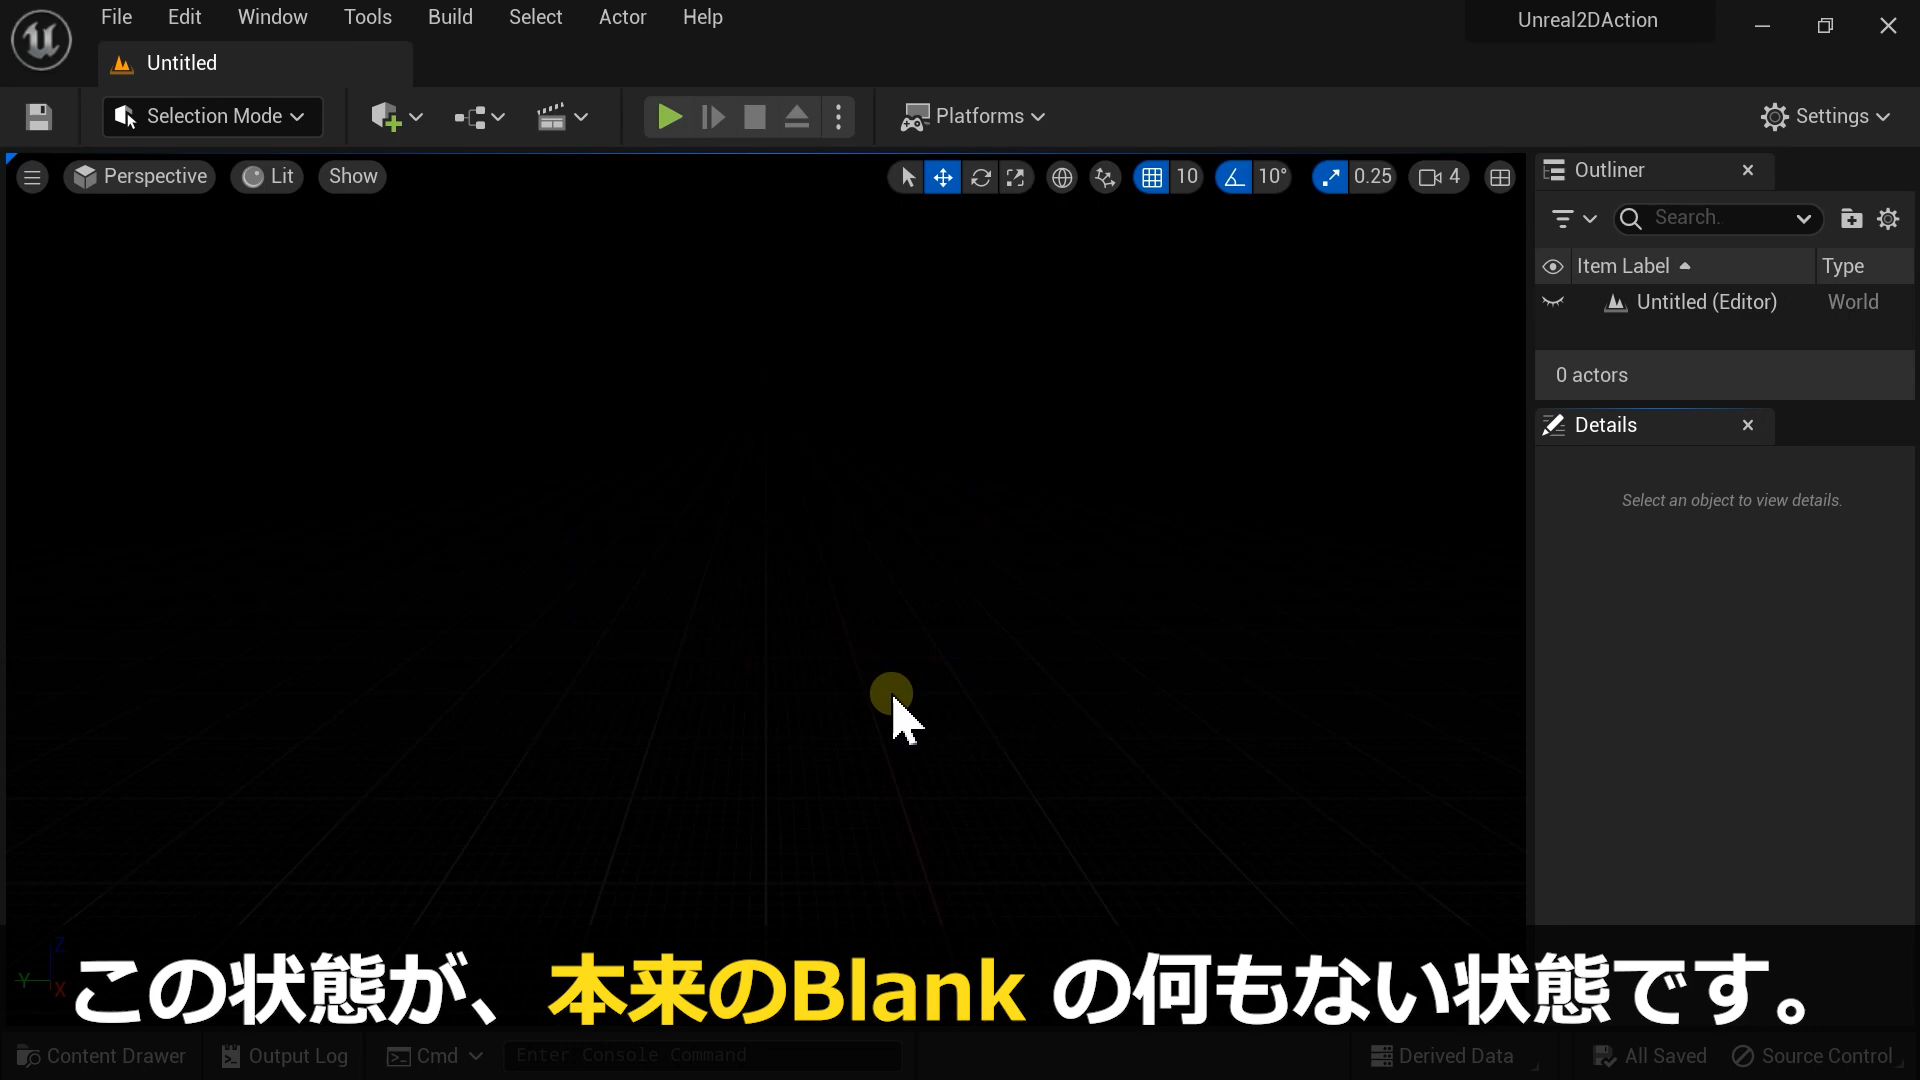 File Edit Window Tools Build Select Actor Help
Unreal2DAction
Untitled
Selection Mode
Platforms
Settings
Perspective Lit Show
10 10° 0.25 4
Outliner
Search..
Item Label Type
Untitled (Editor) World
0 actors
Details
Select an object to view details.
Z
Y
X
この状態が、本来のBlank の何もない状態です。
Content Drawer Output Log Cmd Enter Console Command Derived Data All Saved Source Control